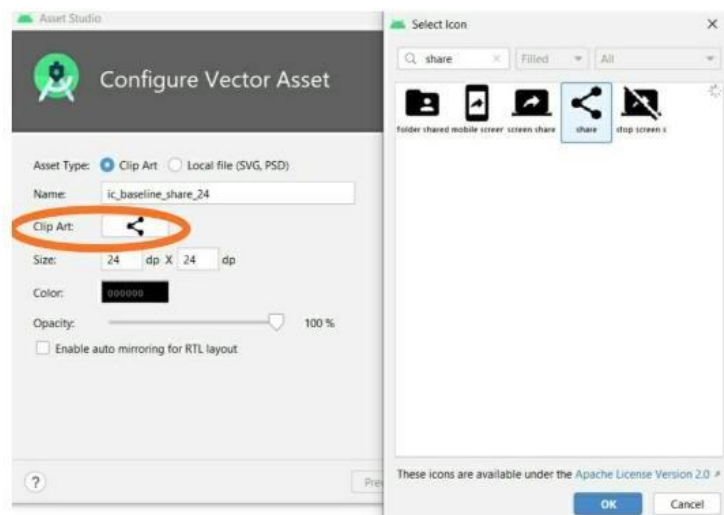 Asset Studio
Configure Vector Asset
Asset Type: Clip Art Local file (SVG, PSD)
Name: ic_baseline_share_24
Clip Art:
Size: 24 dp X 24 dp
Color: 000000
Opacity: 100 %
Enable auto mirroring for RTL layout
?
Select Icon
share Filled All
folder shared mobile screen share stop screen s
These icons are available under the Apache License Version 2.0
OK Cancel